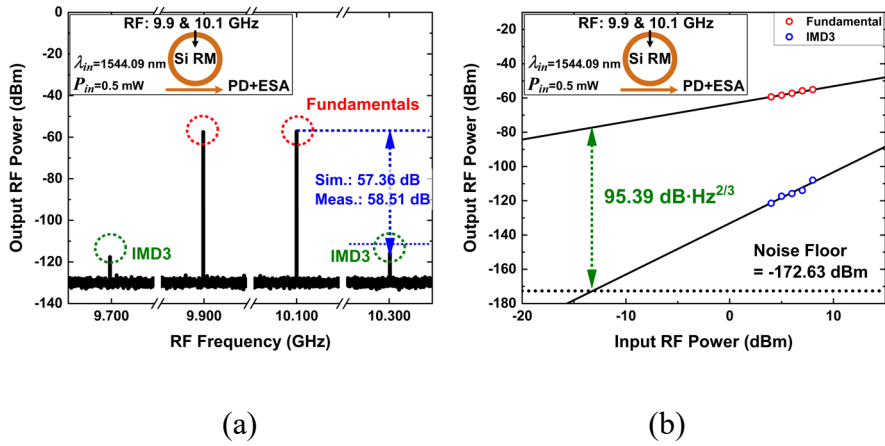 RF: 9.9 & 10.1 GHz
Si RM
λin=1544.09 nm
Pin=0.5 mW
PD+ESA
Fundamentals
Sim.: 57.36 dB
Meas.: 58.51 dB
IMD3
IMD3
0
-20
-40
-60
-80
-100
-120
-140
Output RF Power (dBm)
9.700
9.900
10.100
10.300
RF Frequency (GHz)
(a)
RF: 9.9 & 10.1 GHz
Si RM
λin=1544.09 nm
Pin=0.5 mW
PD+ESA
Fundamental
IMD3
95.39 dB·Hz2/3
Noise Floor
= -172.63 dBm
-40
-60
-80
-100
-120
-140
-160
-180
Output RF Power (dBm)
-20
-10
0
10
Input RF Power (dBm)
(b)